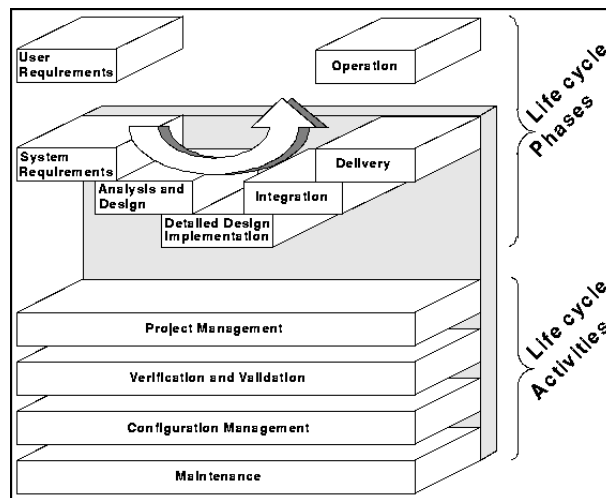 User
Requirements
Operation
System
Requirements
Delivery
Analysis and
Design
Integration
Detailed Design
Implementation
Life cycle
Phases
Project Management
Verification and Validation
Configuration Management
Maintenance
Life cycle
Activities